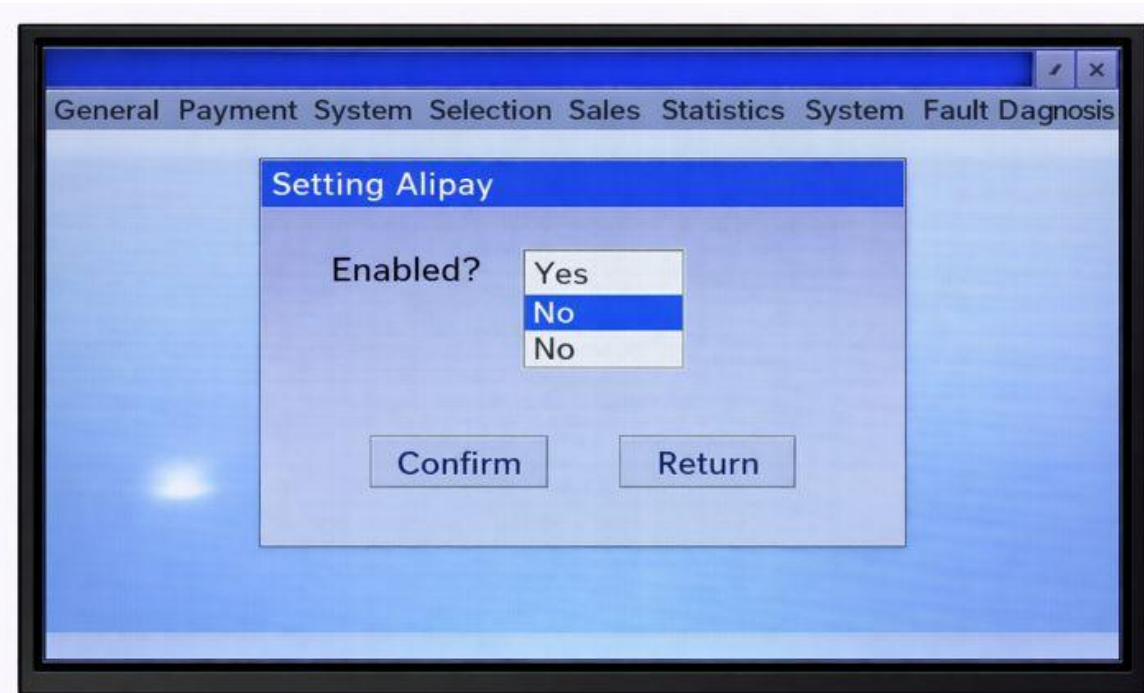 General Payment System Selection Sales Statistics System Fault Dagnosis
Setting Alipay
Enabled? Yes
No
No
Confirm Return